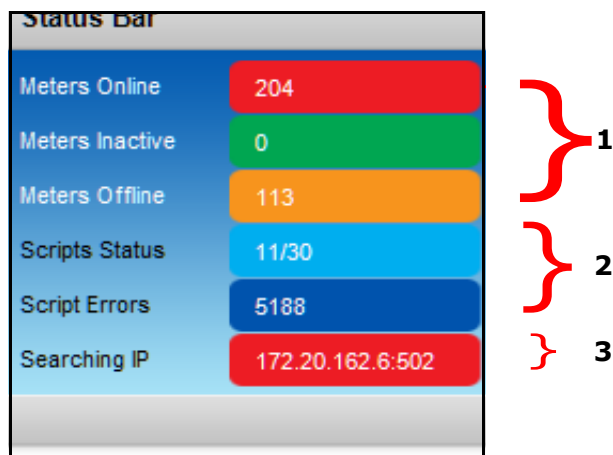 Status Bar
Meters Online 204
Meters Inactive 0
Meters Offline 113
1
Scripts Status 11/30
Script Errors 5188
2
Searching IP 172.20.162.6:502
3